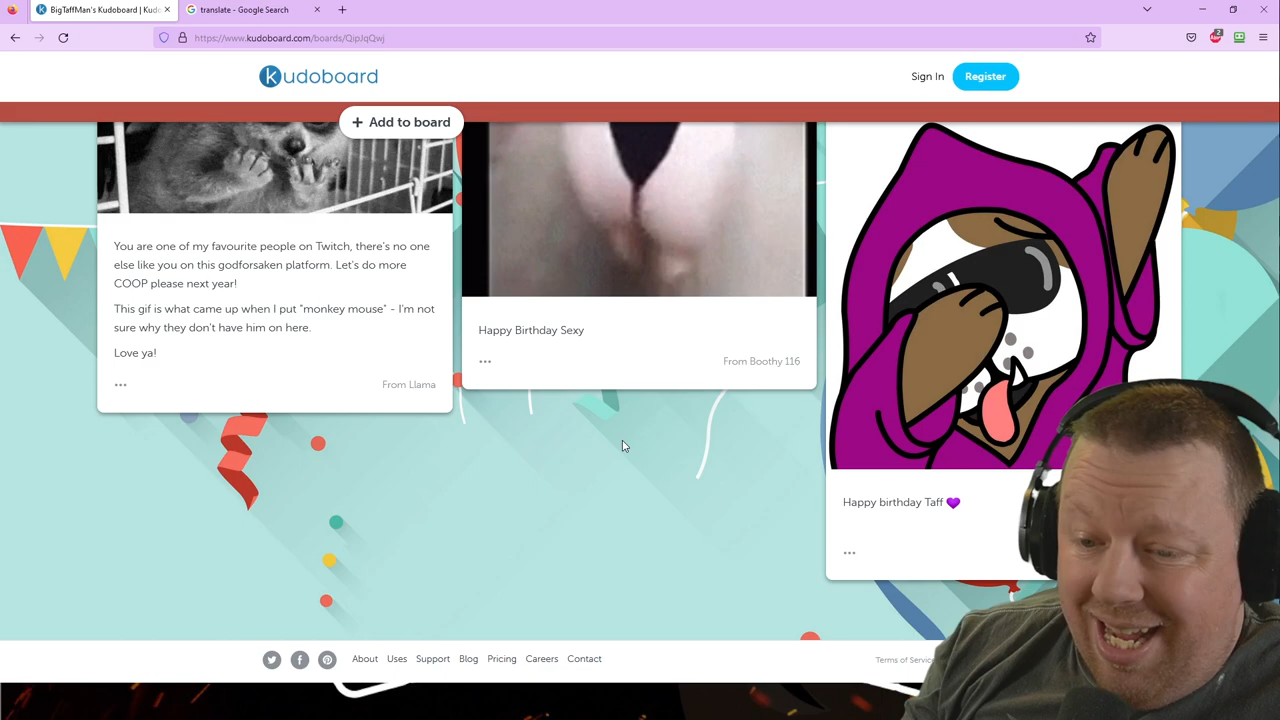 BigTaffMan's Kudoboard | Kudo
translate - Google Search
https://www.kudoboard.com/boards/QipJqQwj
2
kudoboard
Sign In
Register
+ Add to board
You are one of my favourite people on Twitch, there's no one
else like you on this godforsaken platform. Let's do more
COOP please next year!
This gif is what came up when I put "monkey mouse" - I'm not
sure why they don't have him on here.
Love ya!
From Llama
Happy Birthday Sexy
From Boothy 116
Happy birthday Taff 💜
About
Uses
Support
Blog
Pricing
Careers
Contact
Terms of Service